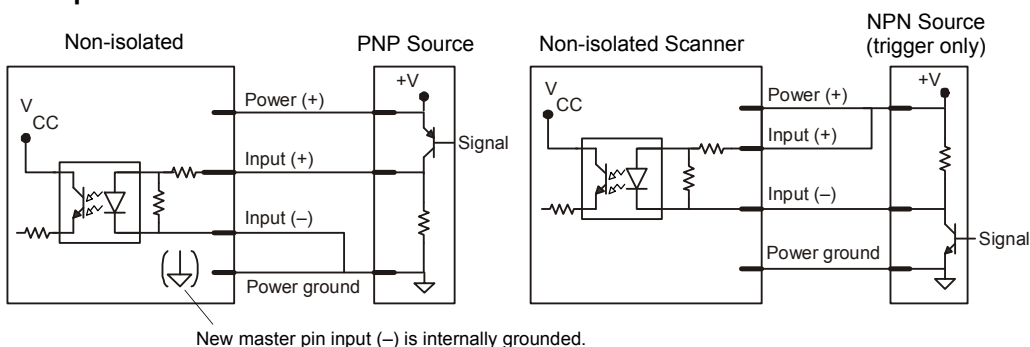 Non-isolated
PNP Source
+V
V
CC
Power (+)
Signal
Input (+)
Input (–)
Power ground
New master pin input (–) is internally grounded.
Non-isolated Scanner
NPN Source
(trigger only)
+V
V
CC
Power (+)
Input (+)
Input (–)
Signal
Power ground